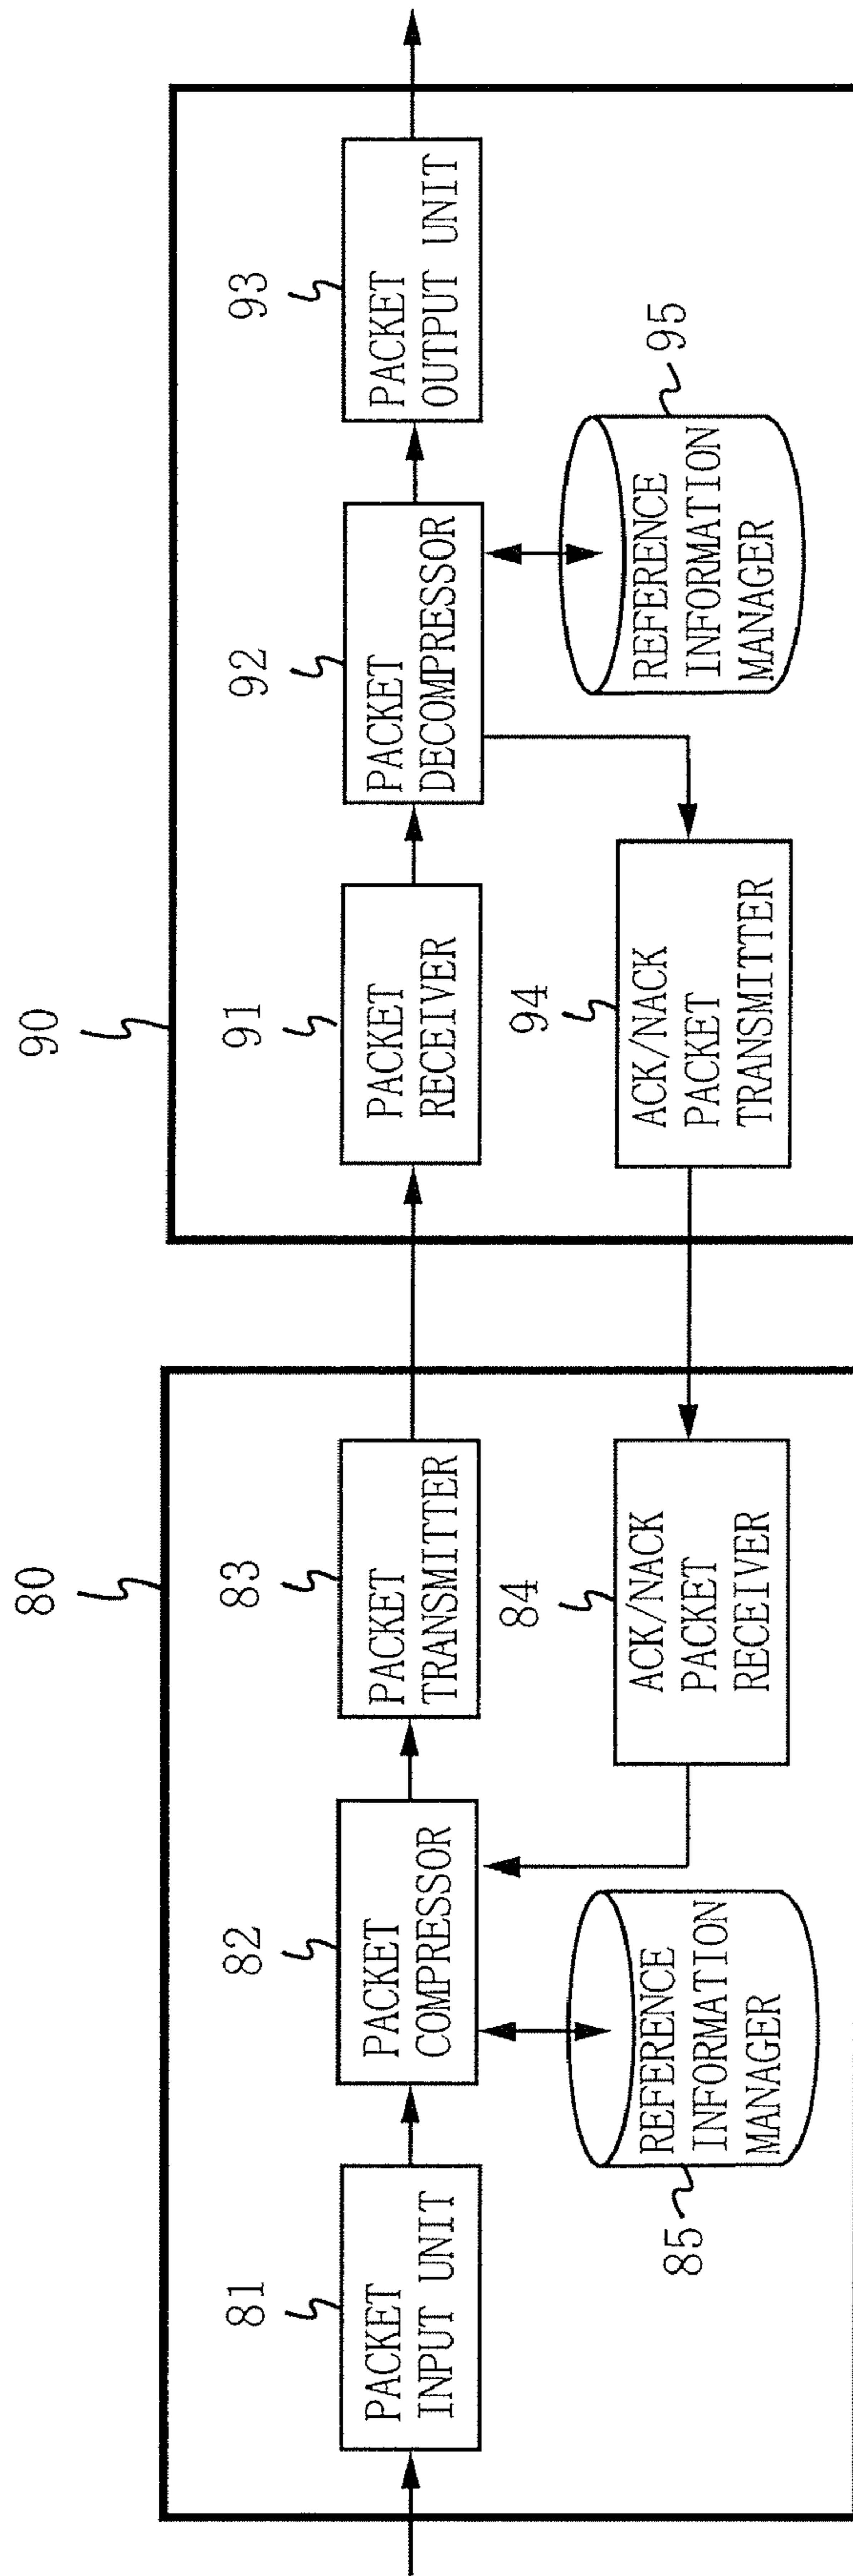 80
81
PACKET
INPUT UNIT
82
PACKET
COMPRESSOR
83
PACKET
TRANSMITTER
84
ACK/NACK
PACKET
RECEIVER
85
REFERENCE
INFORMATION
MANAGER
90
91
PACKET
RECEIVER
92
PACKET
DECOMPRESSOR
93
PACKET
OUTPUT UNIT
94
ACK/NACK
PACKET
TRANSMITTER
95
REFERENCE
INFORMATION
MANAGER